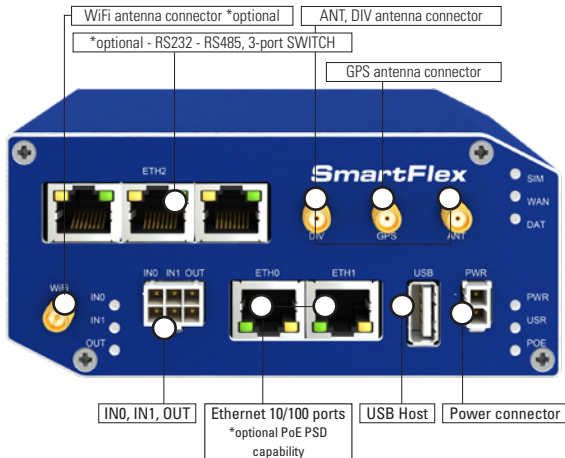 WiFi antenna connector *optional
ANT, DIV antenna connector
*optional - RS232 - RS485, 3-port SWITCH
GPS antenna connector
ETH2
SmartFlex
SIM
WAN
DAT
DIV
GPS
ANT
WiFi
IN0 IN1 OUT
ETH0
ETH1
USB
PWR
IN0
IN1
OUT
-
PWR
USR
POE
IN0, IN1, OUT
Ethernet 10/100 ports
*optional PoE PSD
capability
USB Host
Power connector